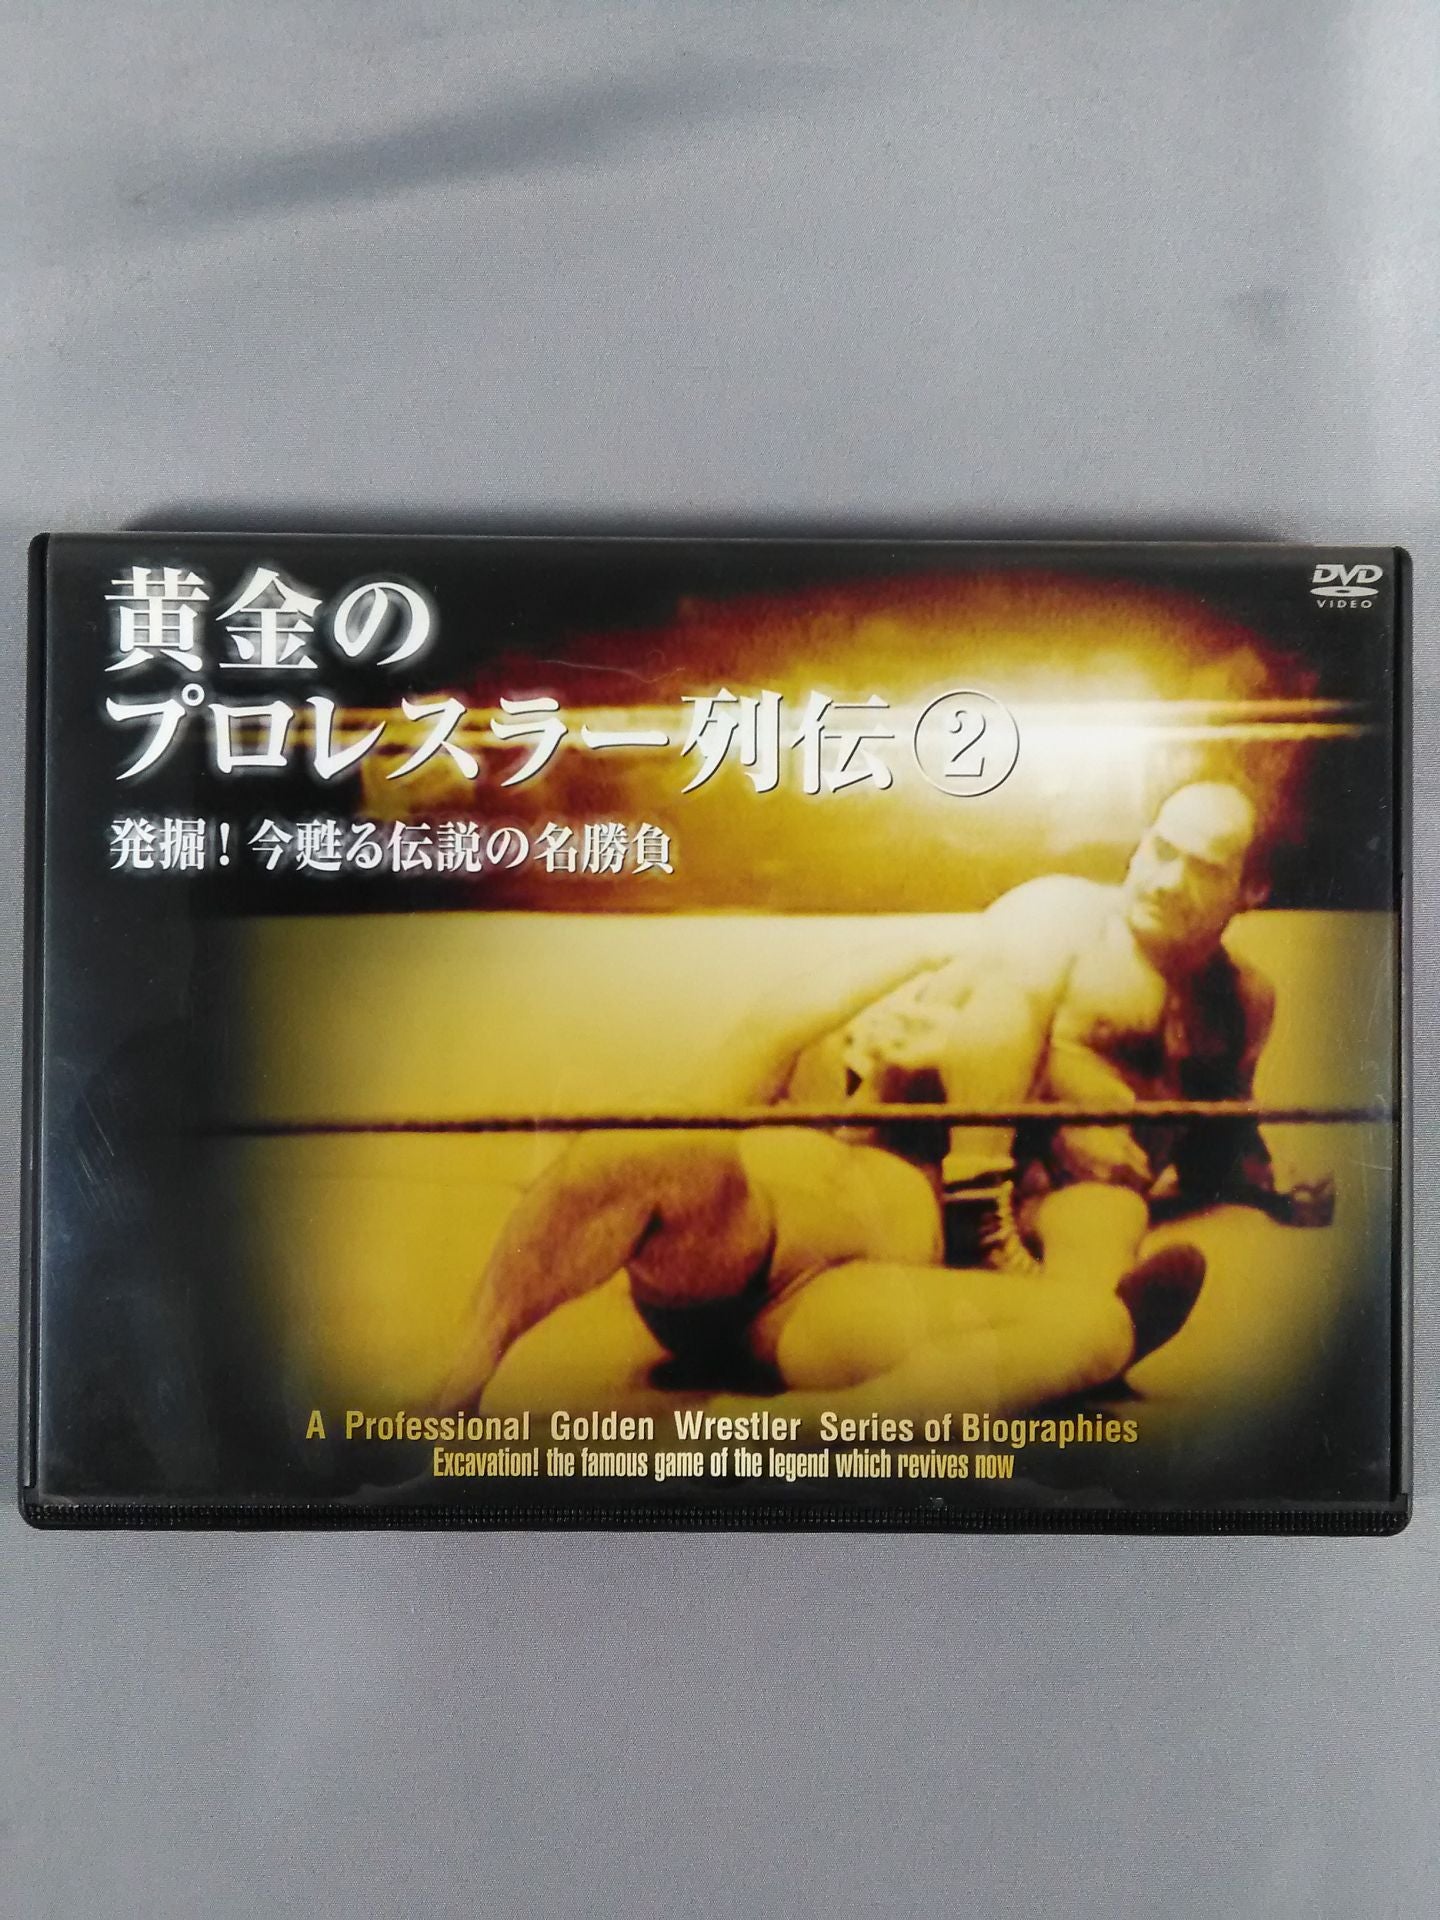 黄金の
プロレスラー列伝②
発掘！今甦る伝説の名勝負
DVD
VIDEO
A Professional Golden Wrestler Series of Biographies
Excavation! the famous game of the legend which revives now